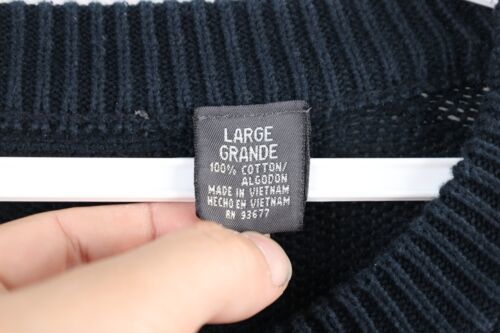 LARGE
GRANDE
100% COTTON/
ALGODON
MADE IN VIETNAM
HECHO EN VIETNAM
RN 93677